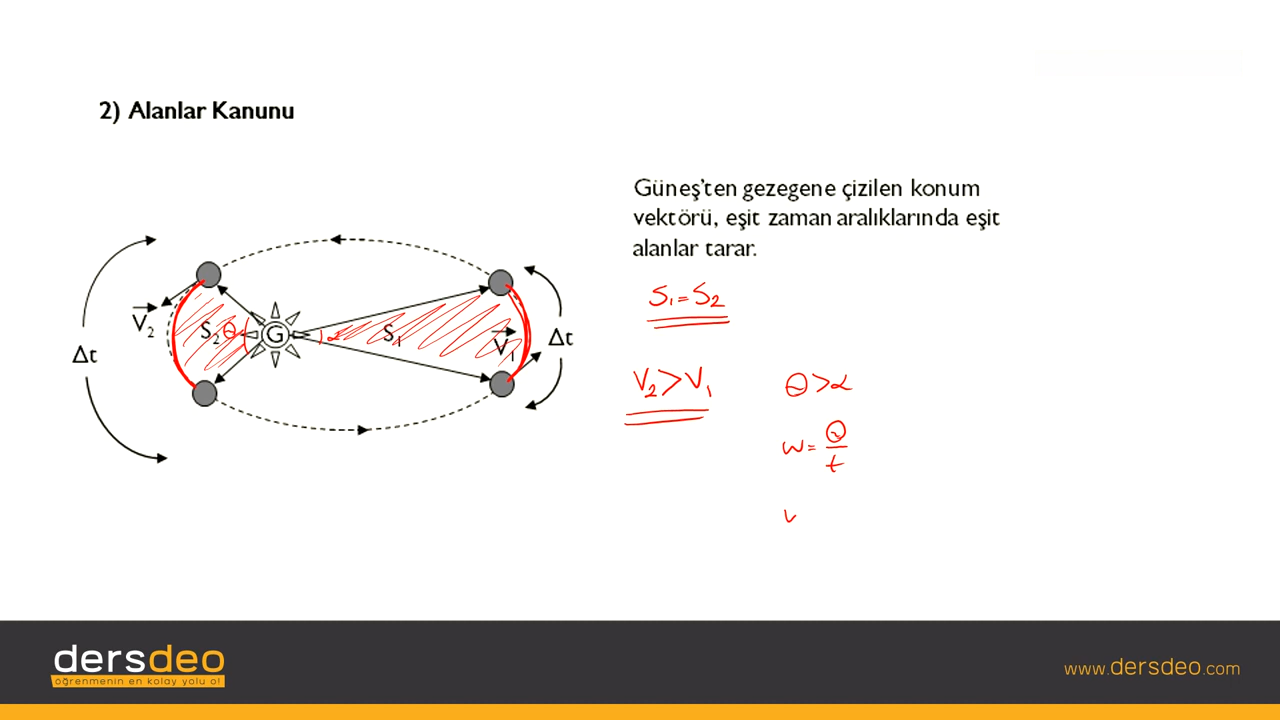 2) Alanlar Kanunu
Güneş'ten gezegene çizilen konum
vektörü, eşit zaman aralıklarında eşit
alanlar tarar.
V₂
Δt
S₂
θ
G
α
S₁
V₁
Δt
S₁=S₂
V₂>V₁
θ>α
w=θ/t
dersdeo
öğrenmenin en kolay yolu o!
www.dersdeo.com